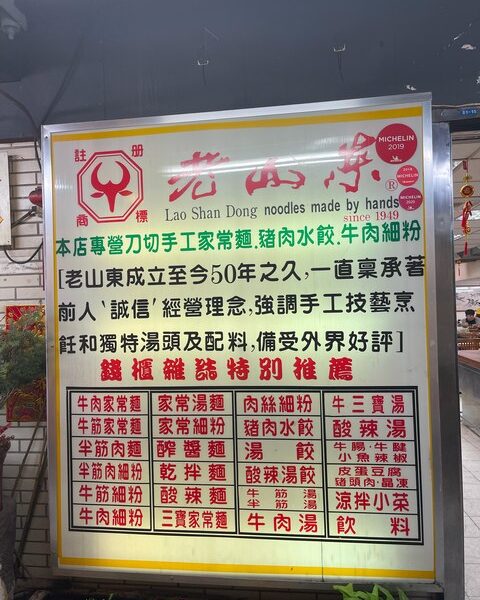 註册
商標
老山东®
MICHELIN
2019
MICHELIN
Lao Shan Dong noodles made by hands
since 1949
本店專營刀切手工家常麵.豬肉水餃.牛肉細粉
[老山東成立至今50年之久,一直稟承著
前人‵誠信′經營理念,強調手工技藝烹
飪和獨特湯頭及配料,備受外界好評]
錢櫃雜誌特別推薦
牛肉家常麵 家常湯麵 肉絲細粉 牛三寶湯
牛筋家常麵 家常細粉 豬肉水餃 酸辣湯
半筋肉麵 醡醬麵 湯餃 牛腸·牛腱 小魚辣椒
半筋肉細粉 乾拌麵 酸辣湯餃 皮蛋豆腐 豬頭肉·晶凍
牛筋細粉 酸辣麵 牛筋湯 半筋湯 涼拌小菜
牛肉細粉 三寶家常麵 牛肉湯 飲料